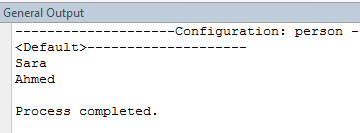 General Output
--------------------Configuration: person -
<Default>--------------------
Sara
Ahmed
Process completed.